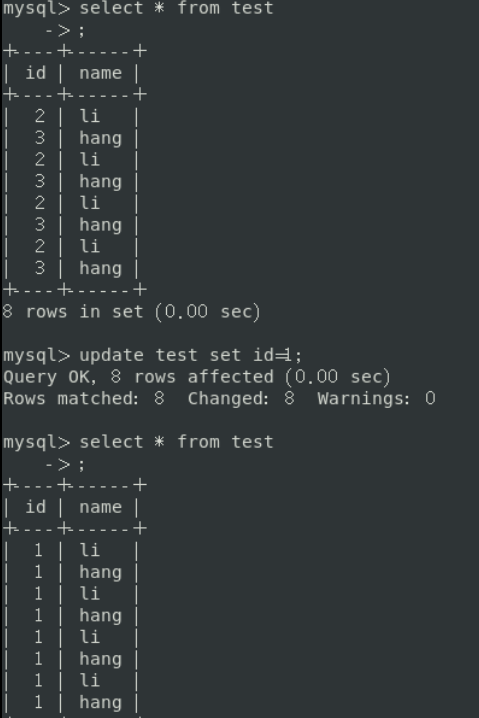 mysql> select * from test
    -> ;
+----+------+
| id | name |
+----+------+
|  2 | li   |
|  3 | hang |
|  2 | li   |
|  3 | hang |
|  2 | li   |
|  3 | hang |
|  2 | li   |
|  3 | hang |
+----+------+
8 rows in set (0.00 sec)
mysql> update test set id=1;
Query OK, 8 rows affected (0.00 sec)
Rows matched: 8  Changed: 8  Warnings: 0
mysql> select * from test
    -> ;
+----+------+
| id | name |
+----+------+
|  1 | li   |
|  1 | hang |
|  1 | li   |
|  1 | hang |
|  1 | li   |
|  1 | hang |
|  1 | li   |
|  1 | hang |